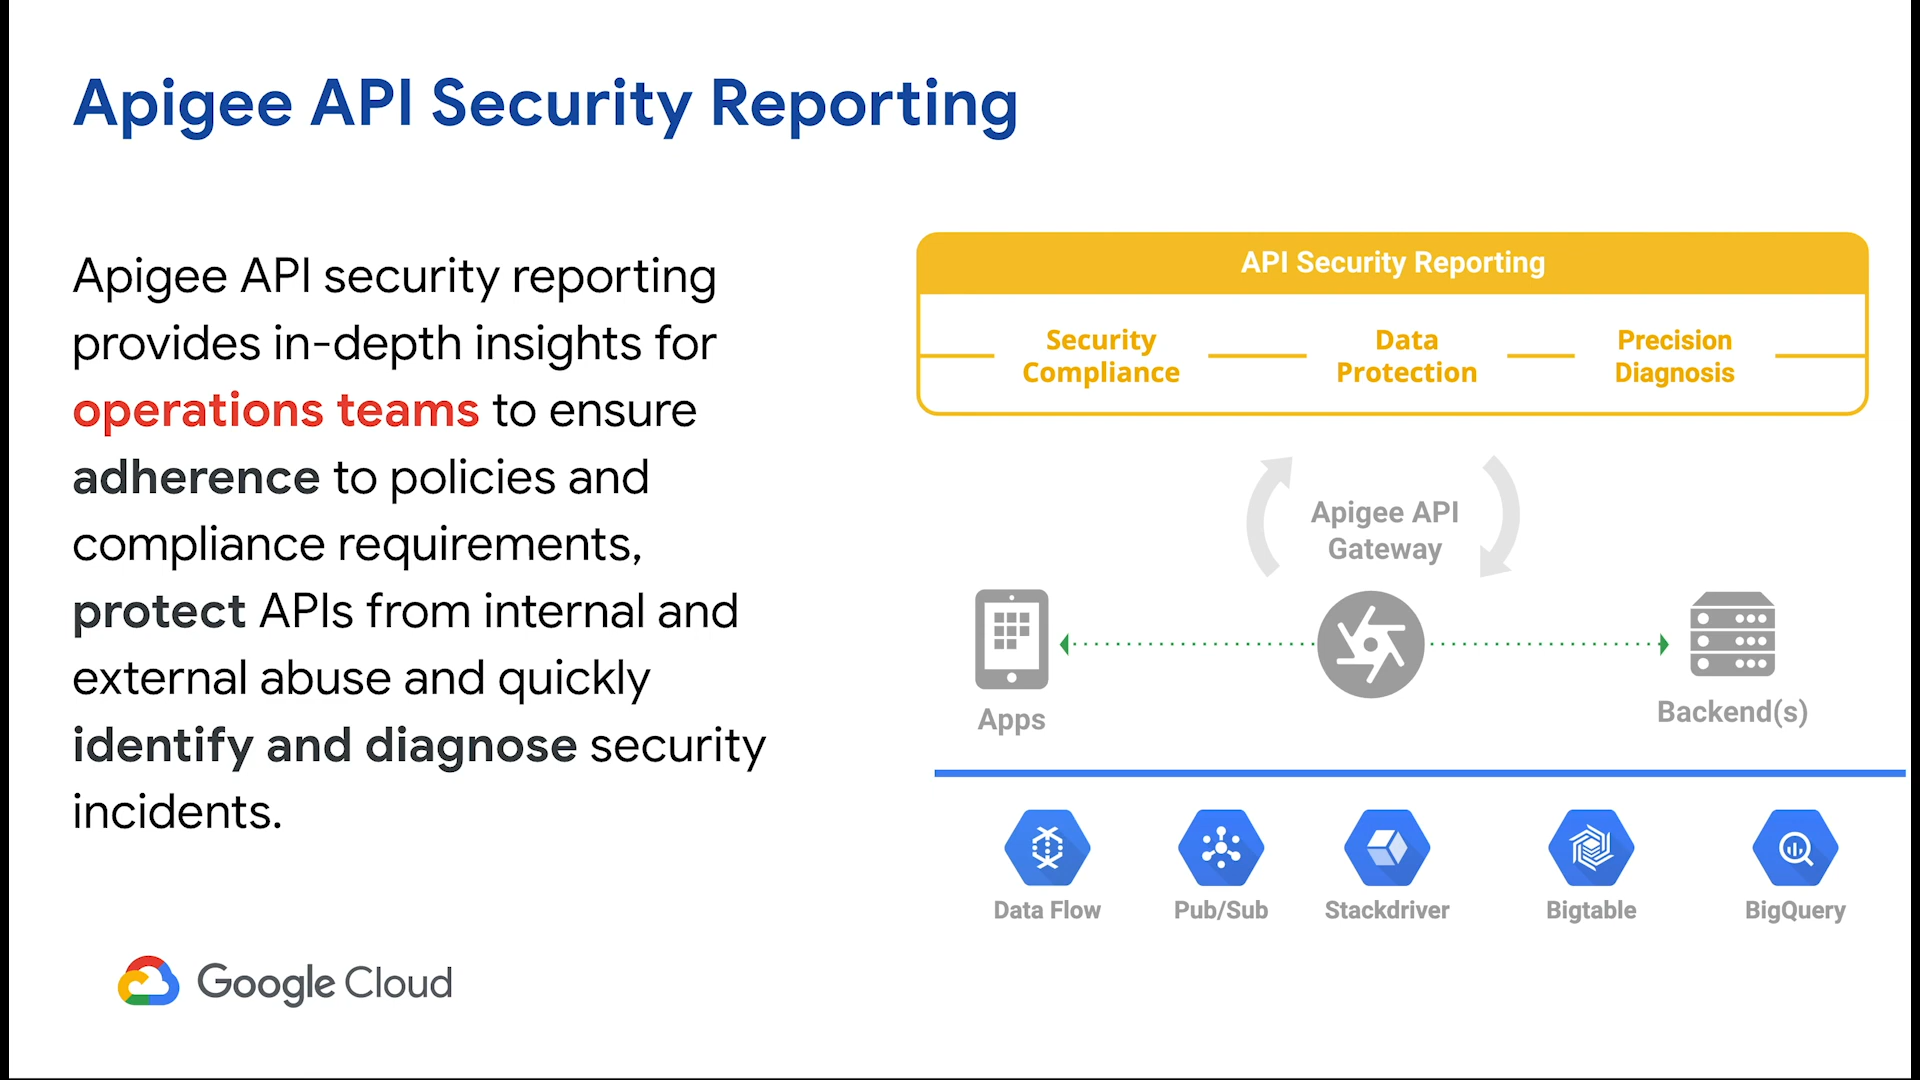 Apigee API Security Reporting
Apigee API security reporting
provides in-depth insights for
operations teams to ensure
adherence to policies and
compliance requirements,
protect APIs from internal and
external abuse and quickly
identify and diagnose security
incidents.
API Security Reporting
Security
Compliance
Data
Protection
Precision
Diagnosis
Apigee API
Gateway
Apps
Backend(s)
Data Flow
Pub/Sub
Stackdriver
Bigtable
BigQuery
Google Cloud